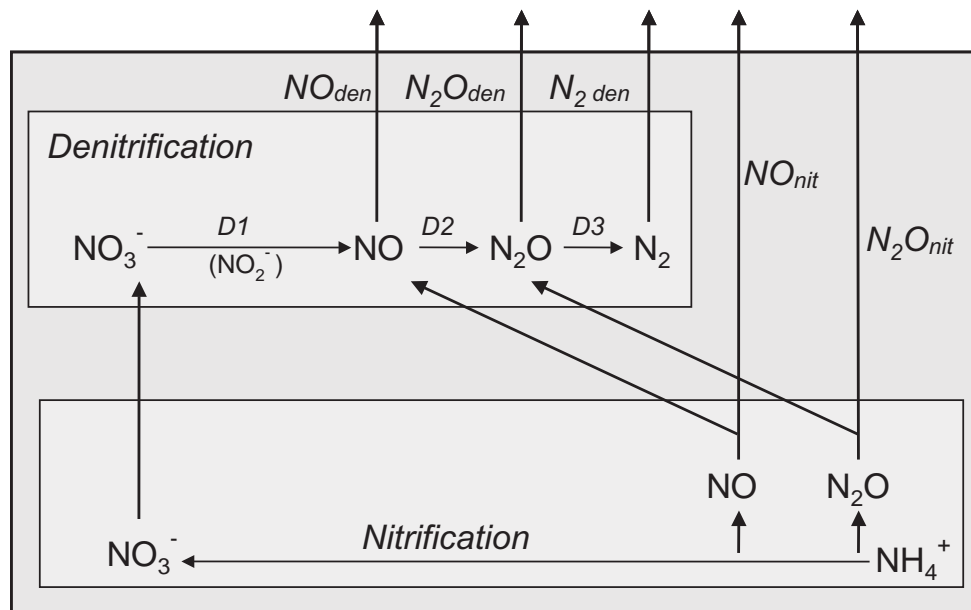 NOden N₂Oden N₂ den
Denitrification
NOnit
N₂Onit
D1 D2 D3
NO₃⁻ NO N₂O N₂
(NO₂⁻)
NO N₂O
Nitrification
NO₃⁻ NH₄⁺